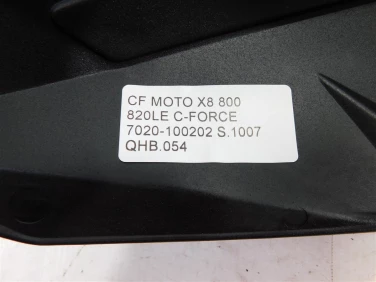 CF MOTO X8 800
820LE C-FORCE
7020-100202 S.1007
QHB.054